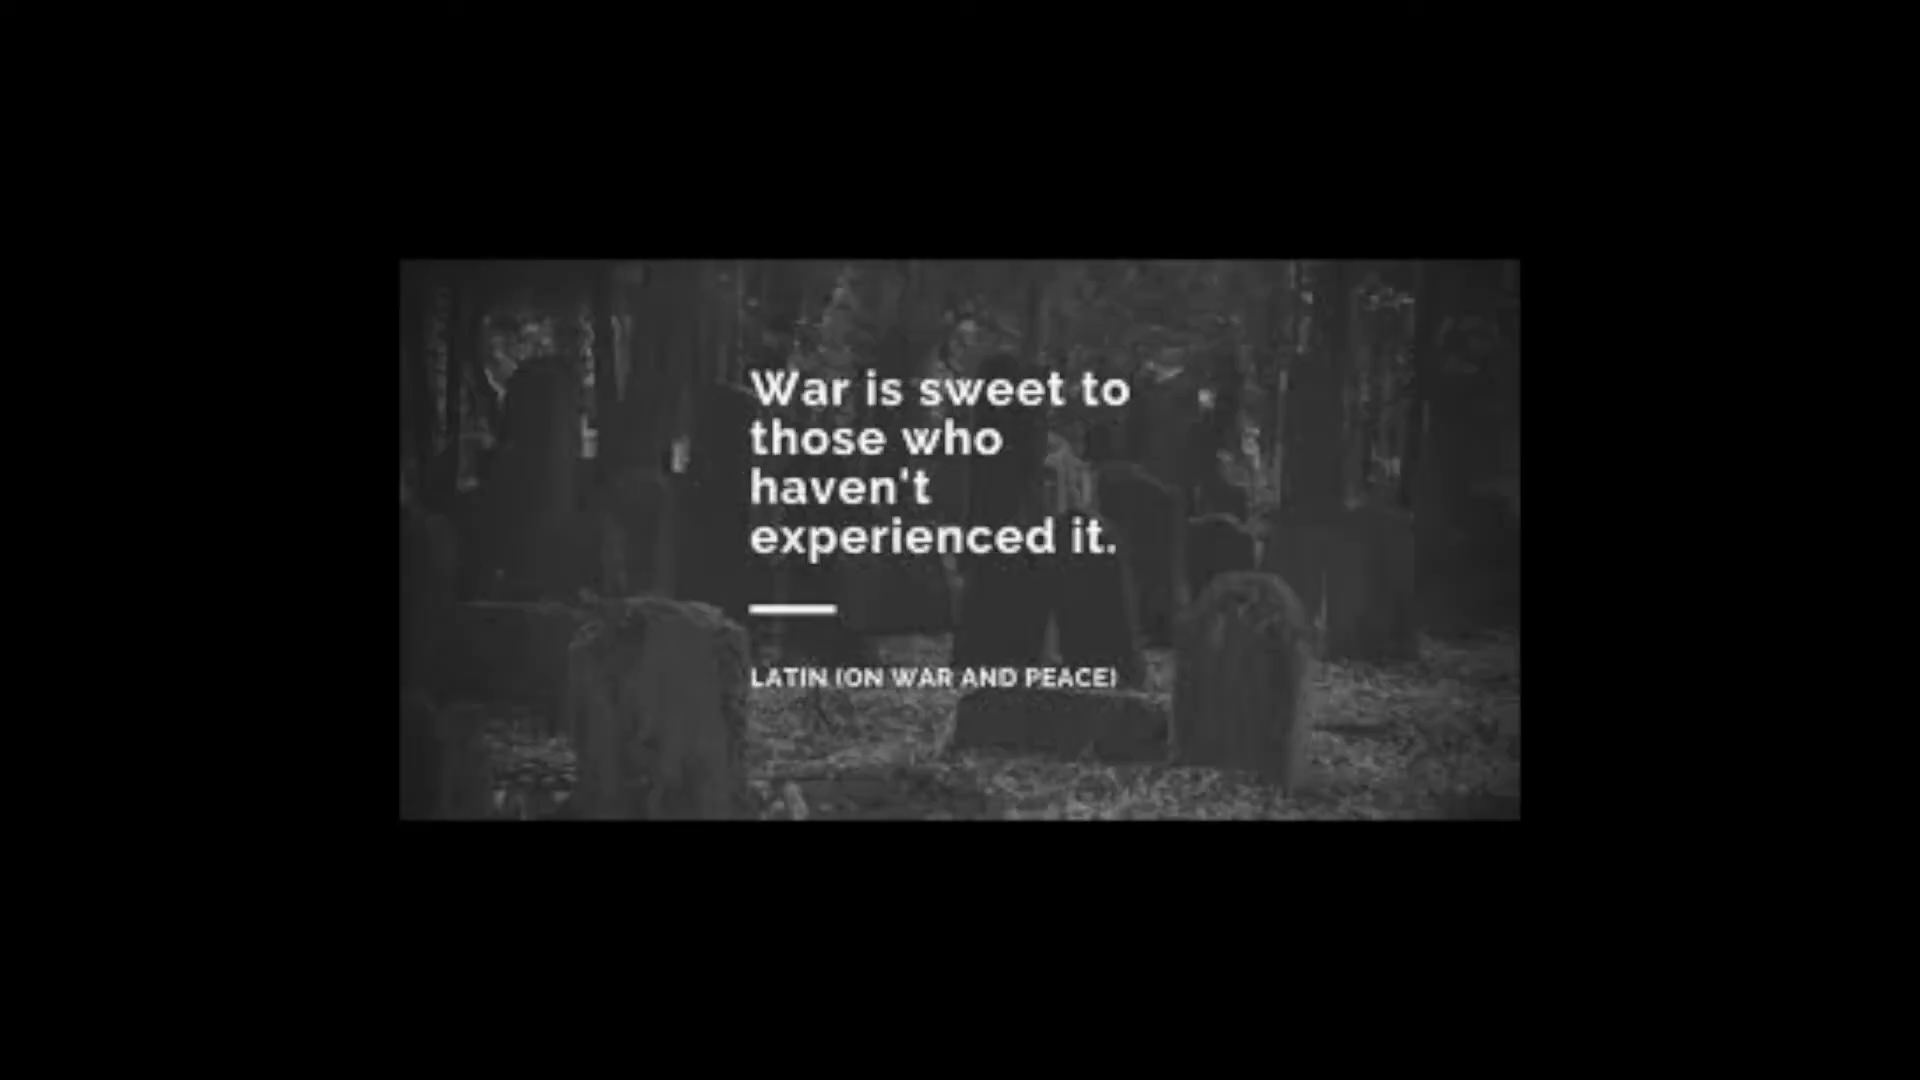 War is sweet to
those who
haven't
experienced it.
LATIN (ON WAR AND PEACE)